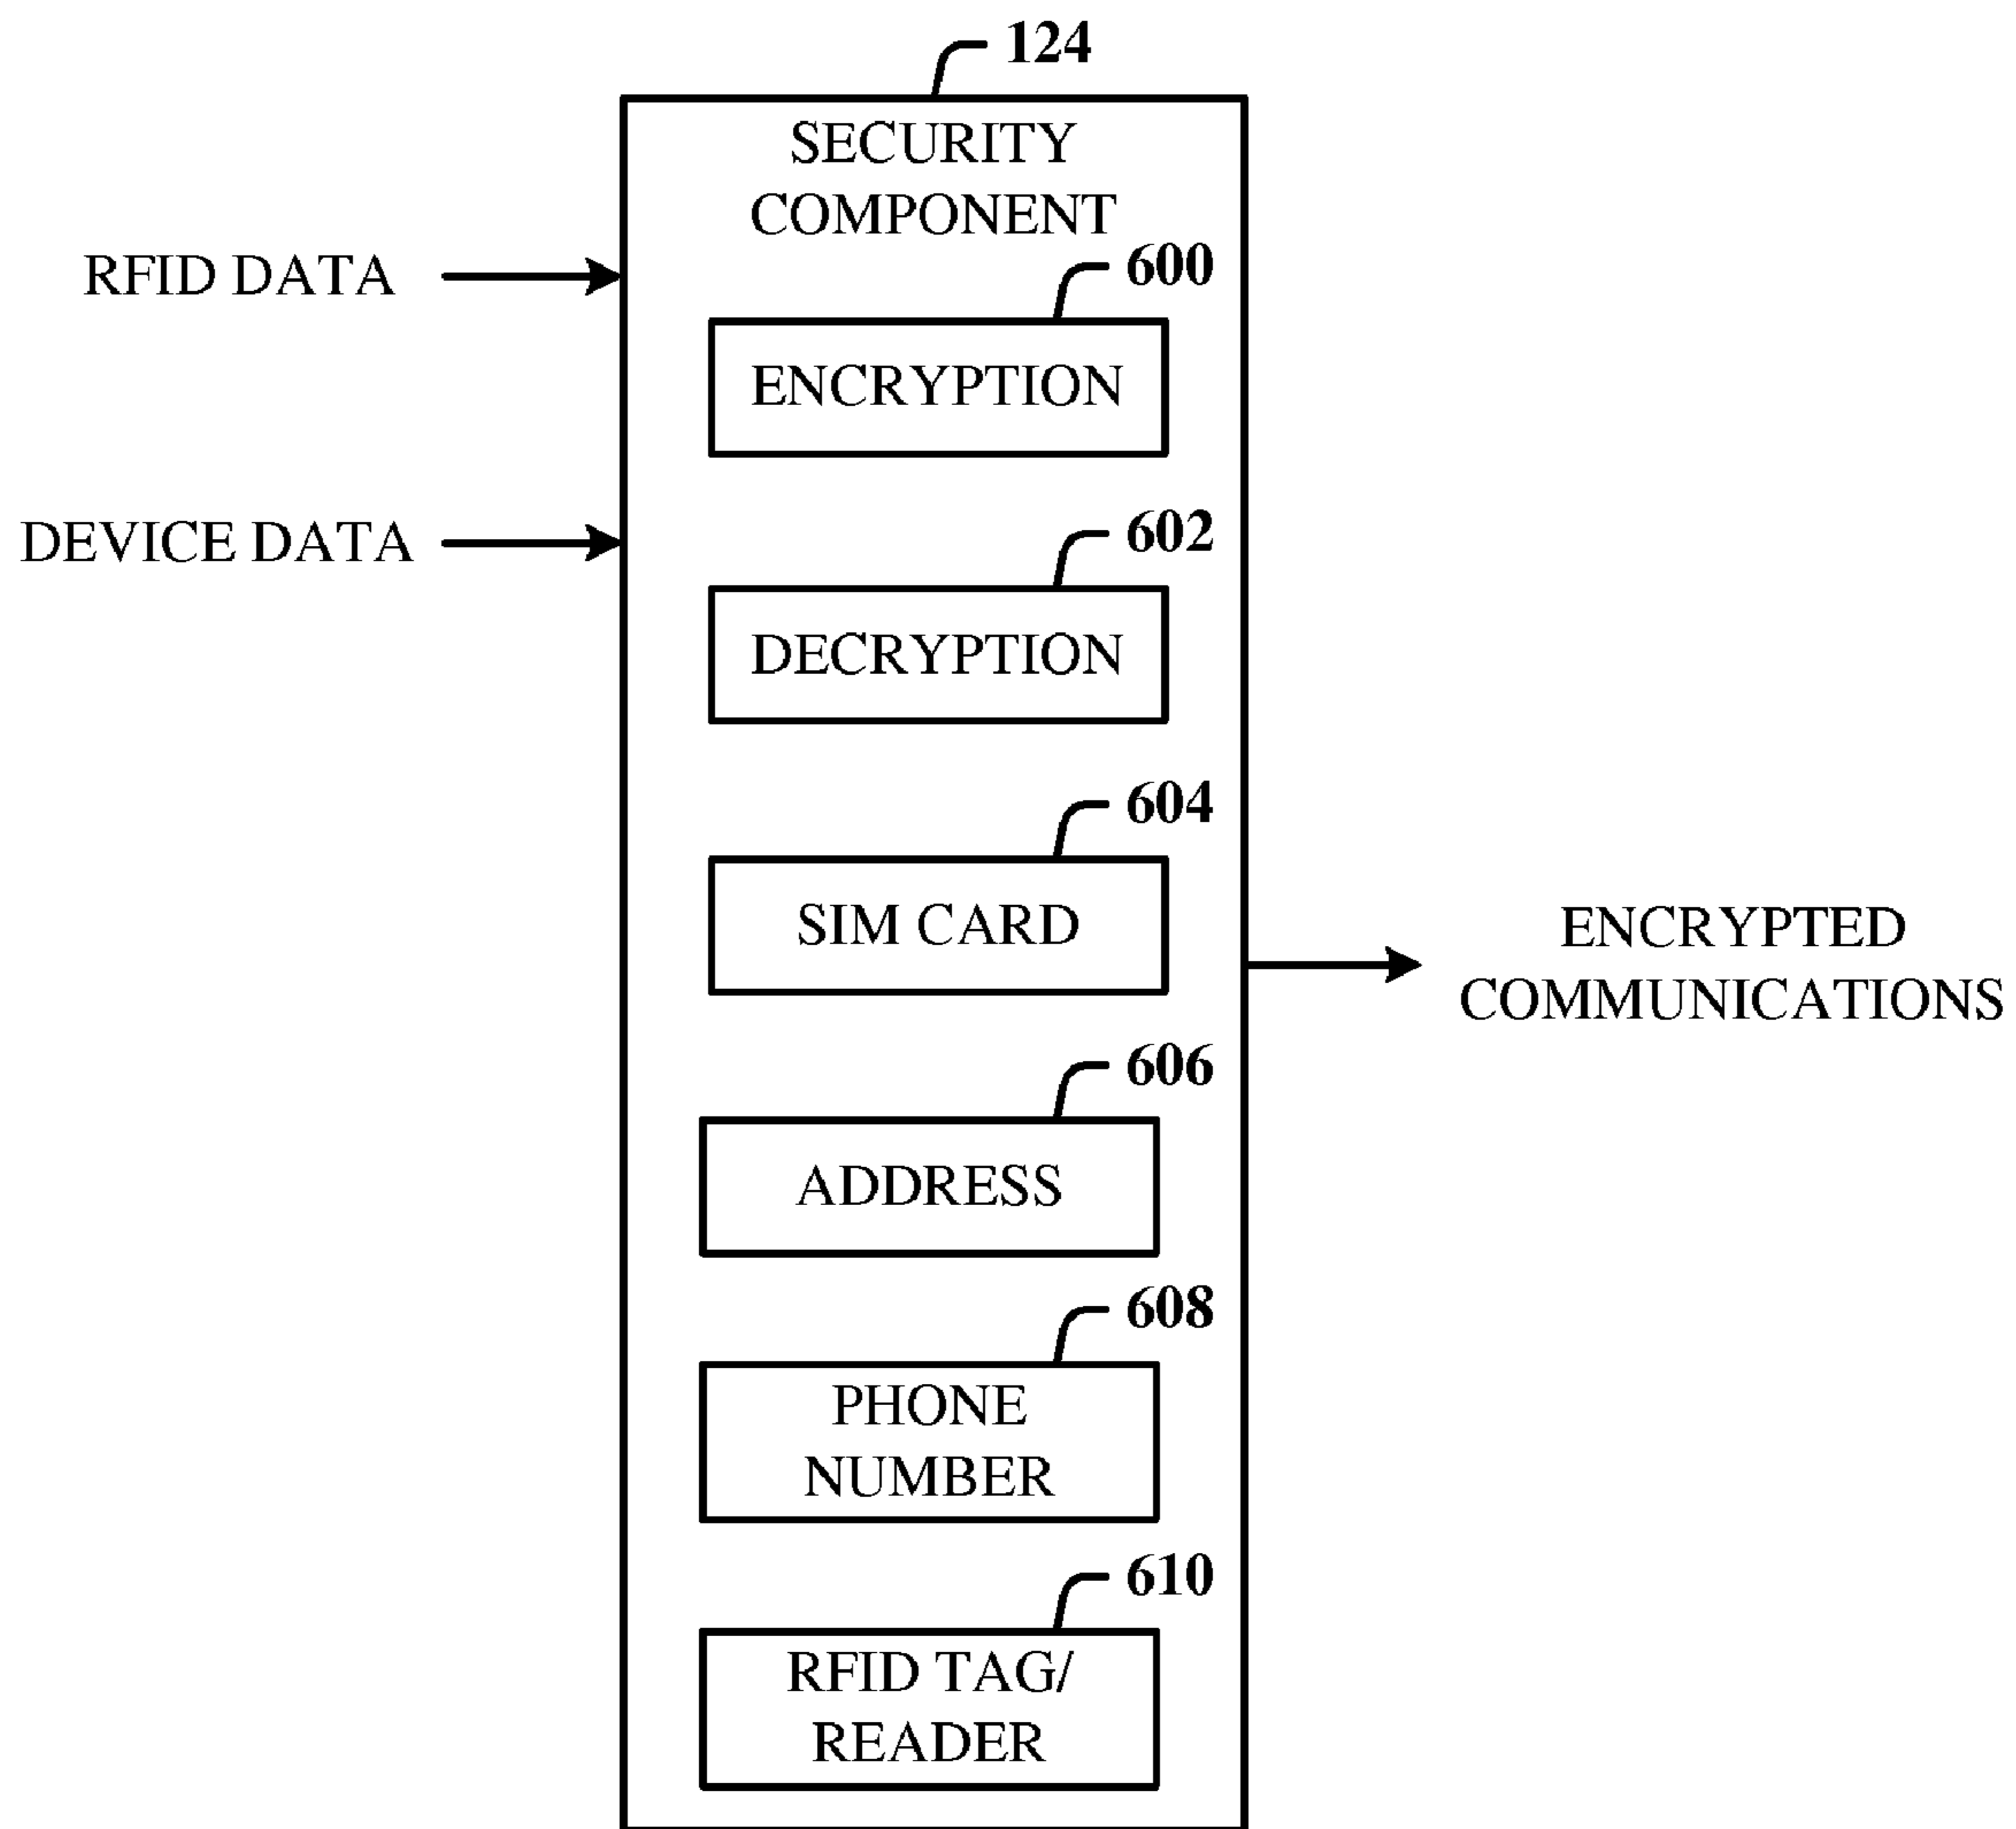 124
SECURITY
COMPONENT
RFID DATA
600
ENCRYPTION
DEVICE DATA
602
DECRYPTION
604
SIM CARD
ENCRYPTED
COMMUNICATIONS
606
ADDRESS
608
PHONE
NUMBER
610
RFID TAG/
READER